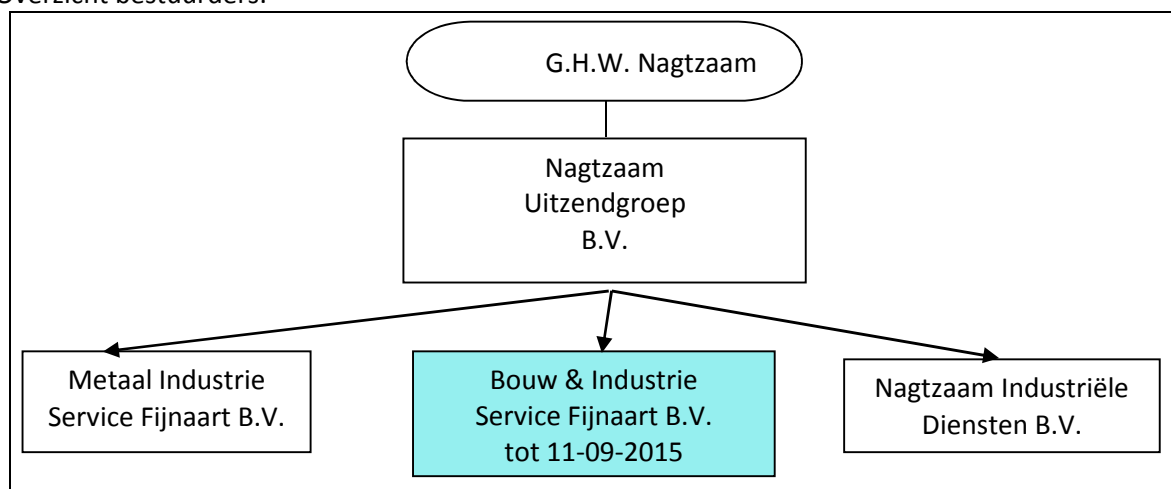 Overzicht bestuurders:
G.H.W. Nagtzaam
Nagtzaam
Uitzendgroep
B.V.
Metaal Industrie
Service Fijnaart B.V.
Bouw & Industrie
Service Fijnaart B.V.
tot 11-09-2015
Nagtzaam Industriële
Diensten B.V.